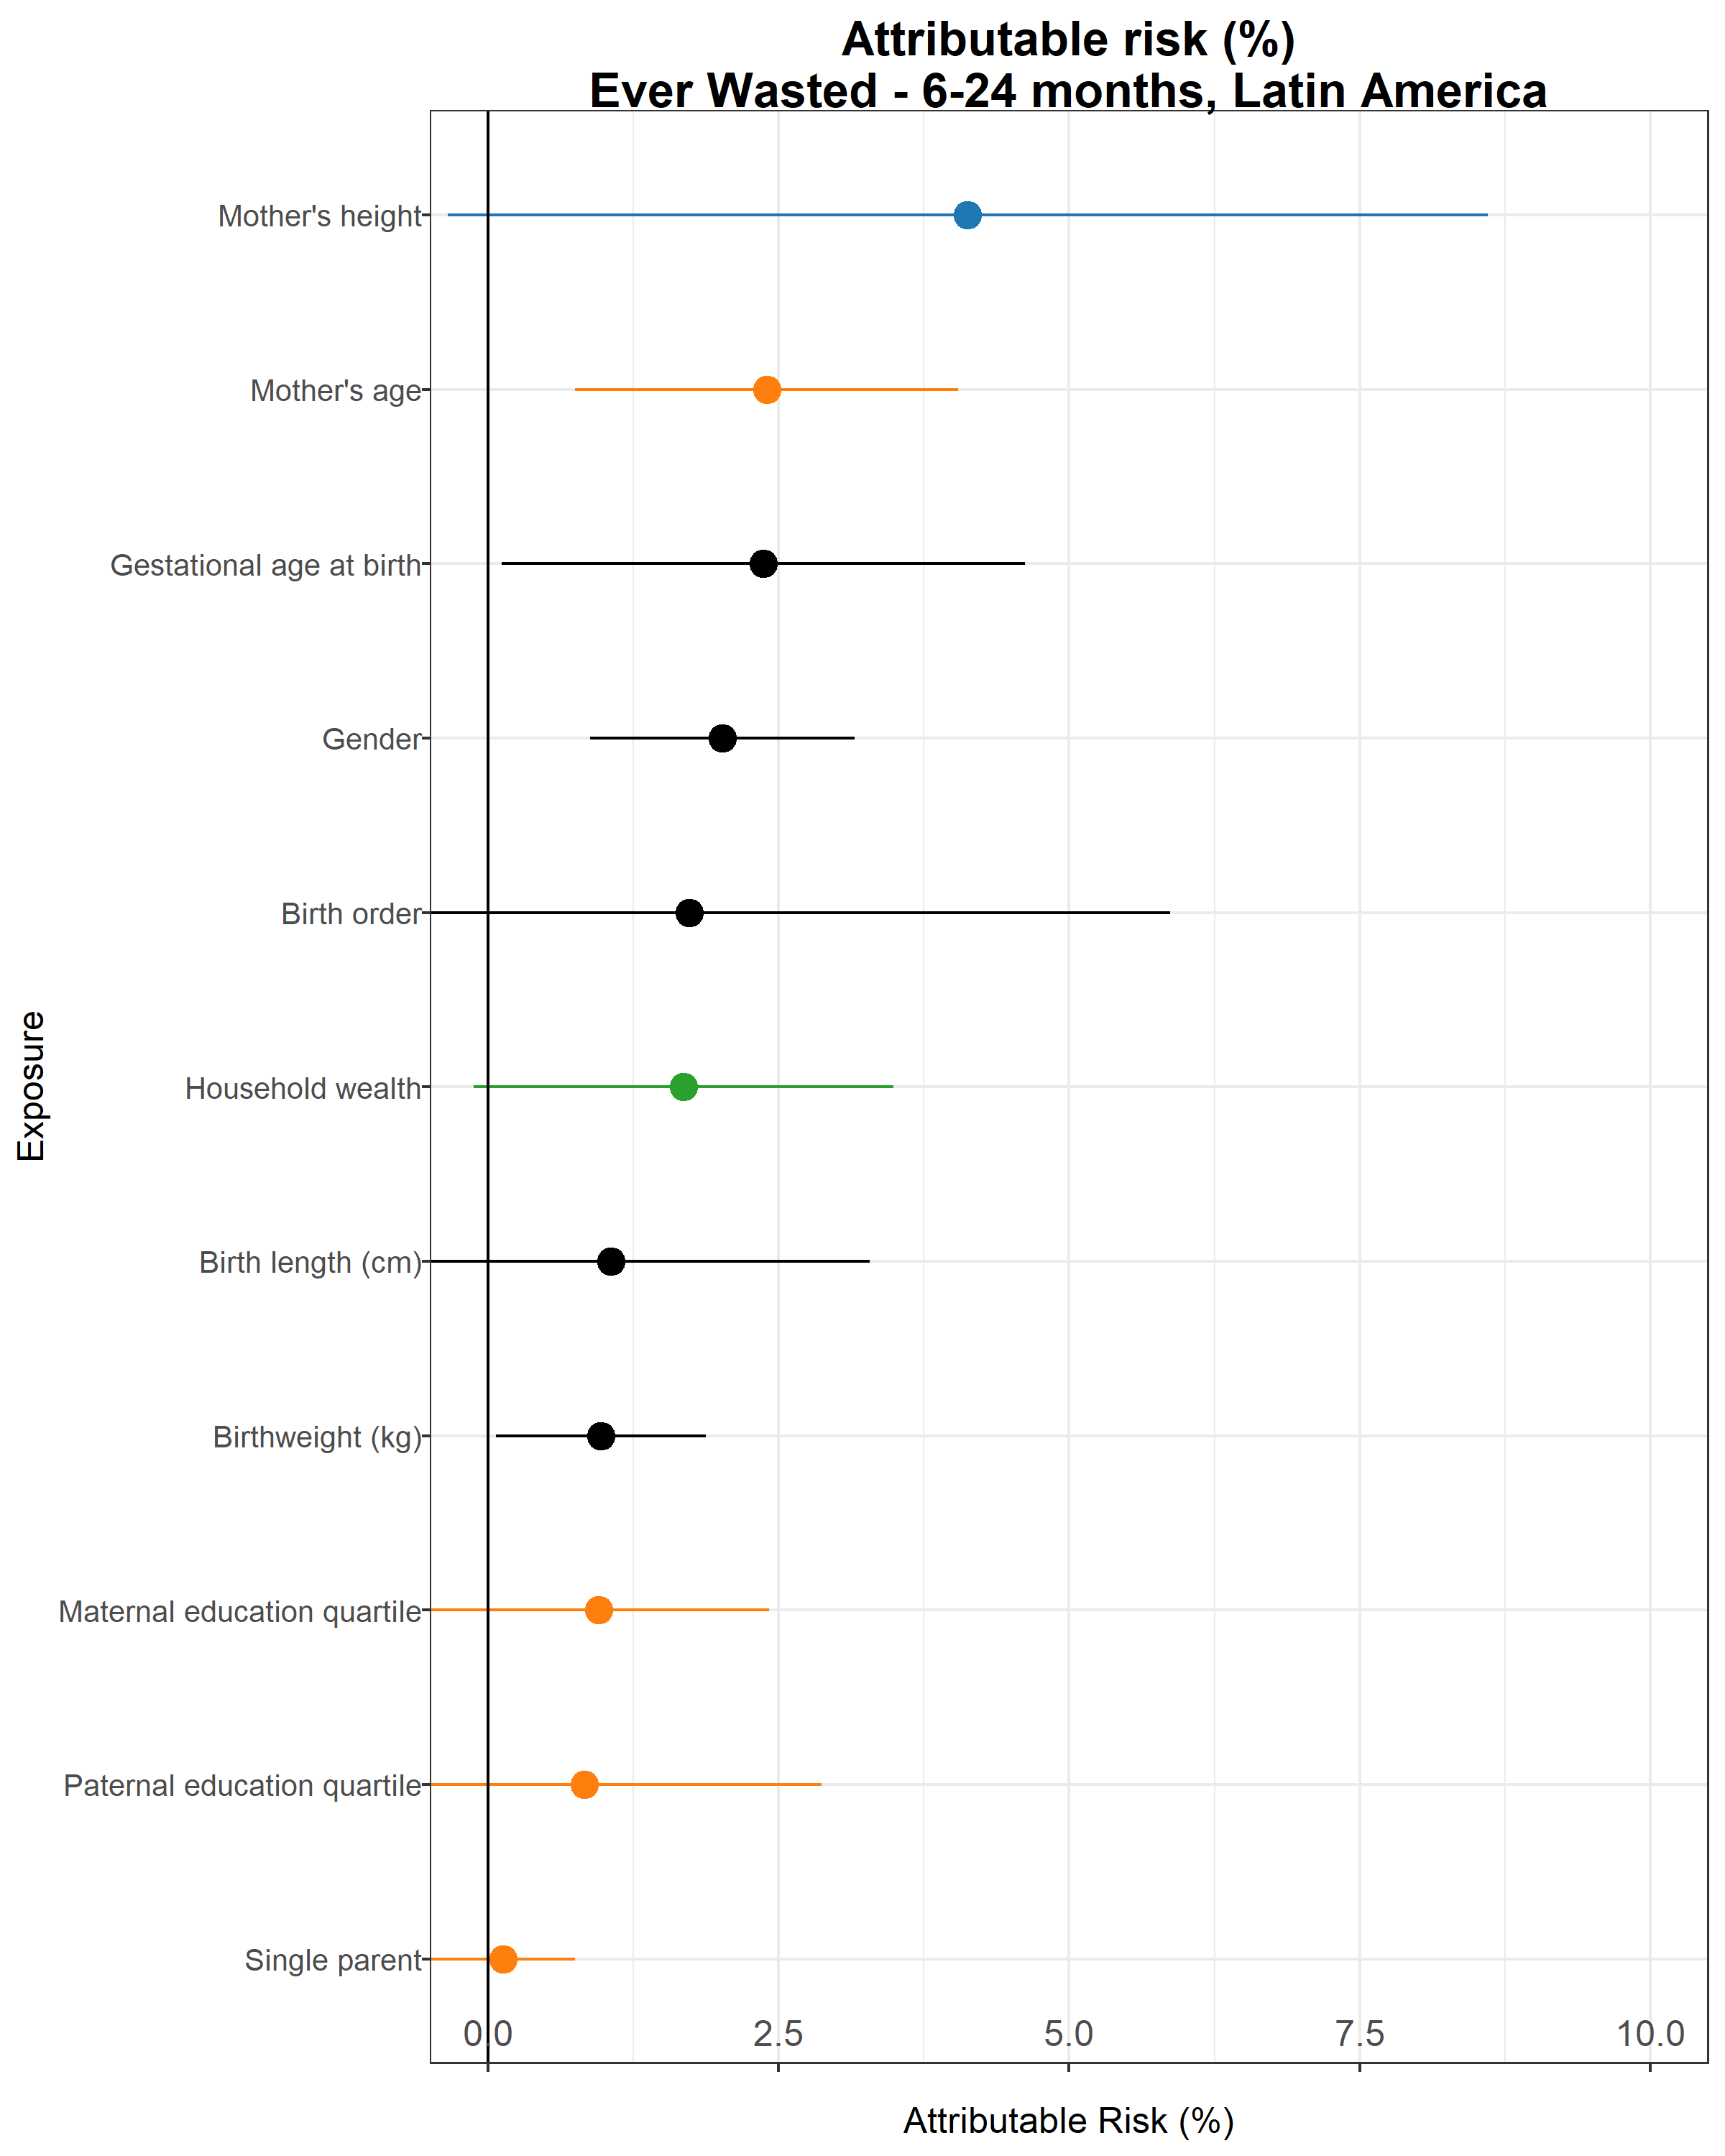 Attributable risk (%)
Ever Wasted - 6-24 months, Latin America
Mother's height
Mother's age
Gestational age at birth
Gender
Birth order
Household wealth
Birth length (cm)
Birthweight (kg)
Maternal education quartile
Paternal education quartile
Single parent
Exposure
0.0 2.5 5.0 7.5 10.0
Attributable Risk (%)